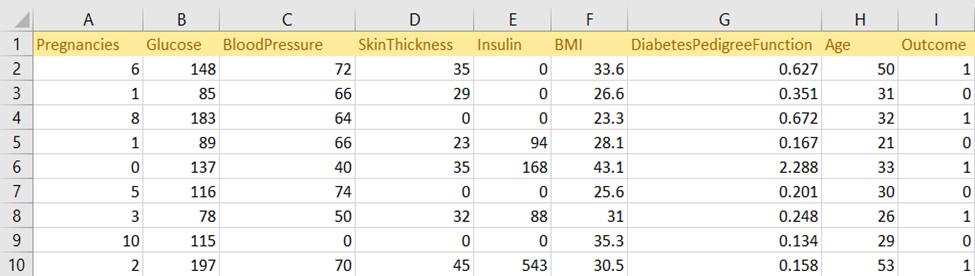 A B C D E F G H I
1 Pregnancies Glucose BloodPressure SkinThickness Insulin BMI DiabetesPedigreeFunction Age Outcome
2 6 148 72 35 0 33.6 0.627 50 1
3 1 85 66 29 0 26.6 0.351 31 0
4 8 183 64 0 0 23.3 0.672 32 1
5 1 89 66 23 94 28.1 0.167 21 0
6 0 137 40 35 168 43.1 2.288 33 1
7 5 116 74 0 0 25.6 0.201 30 0
8 3 78 50 32 88 31 0.248 26 1
9 10 115 0 0 0 35.3 0.134 29 0
10 2 197 70 45 543 30.5 0.158 53 1